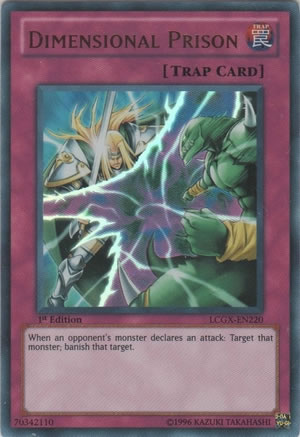 DIMENSIONAL PRISON
TRAP
罠
[TRAP CARD]
1st Edition
LCGX-EN220
When an opponent's monster declares an attack: Target that
monster; banish that target.
70342110
©1996 KAZUKI TAKAHASHI